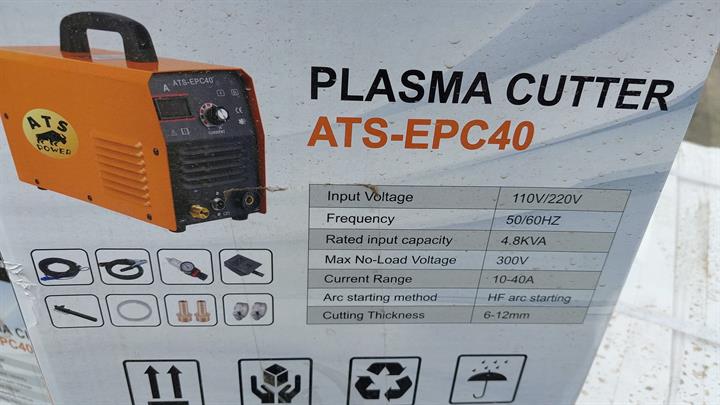 PLASMA CUTTER
ATS-EPC40
Input Voltage 110V/220V
Frequency 50/60HZ
Rated input capacity 4.8KVA
Max No-Load Voltage 300V
Current Range 10-40A
Arc starting method HF arc starting
Cutting Thickness 6-12mm
ATS-EPC40
A
CURRENT
ATS
POWER
PC40